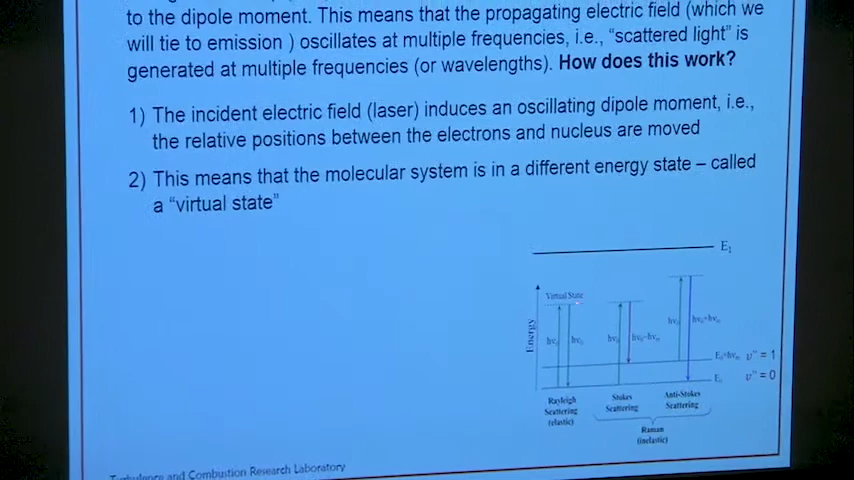 to the dipole moment. This means that the propagating electric field (which we
will tie to emission ) oscillates at multiple frequencies, i.e., “scattered light” is
generated at multiple frequencies (or wavelengths). How does this work?
1) The incident electric field (laser) induces an oscillating dipole moment, i.e.,
the relative positions between the electrons and nucleus are moved
2) This means that the molecular system is in a different energy state – called
a “virtual state”
E₁
Virtual State
Energy
υ" = 1
υ" = 0
Rayleigh
Scattering
(elastic)
Stokes
Scattering
Anti-Stokes
Scattering
Raman
(inelastic)
Turbulence and Combustion Research Laboratory